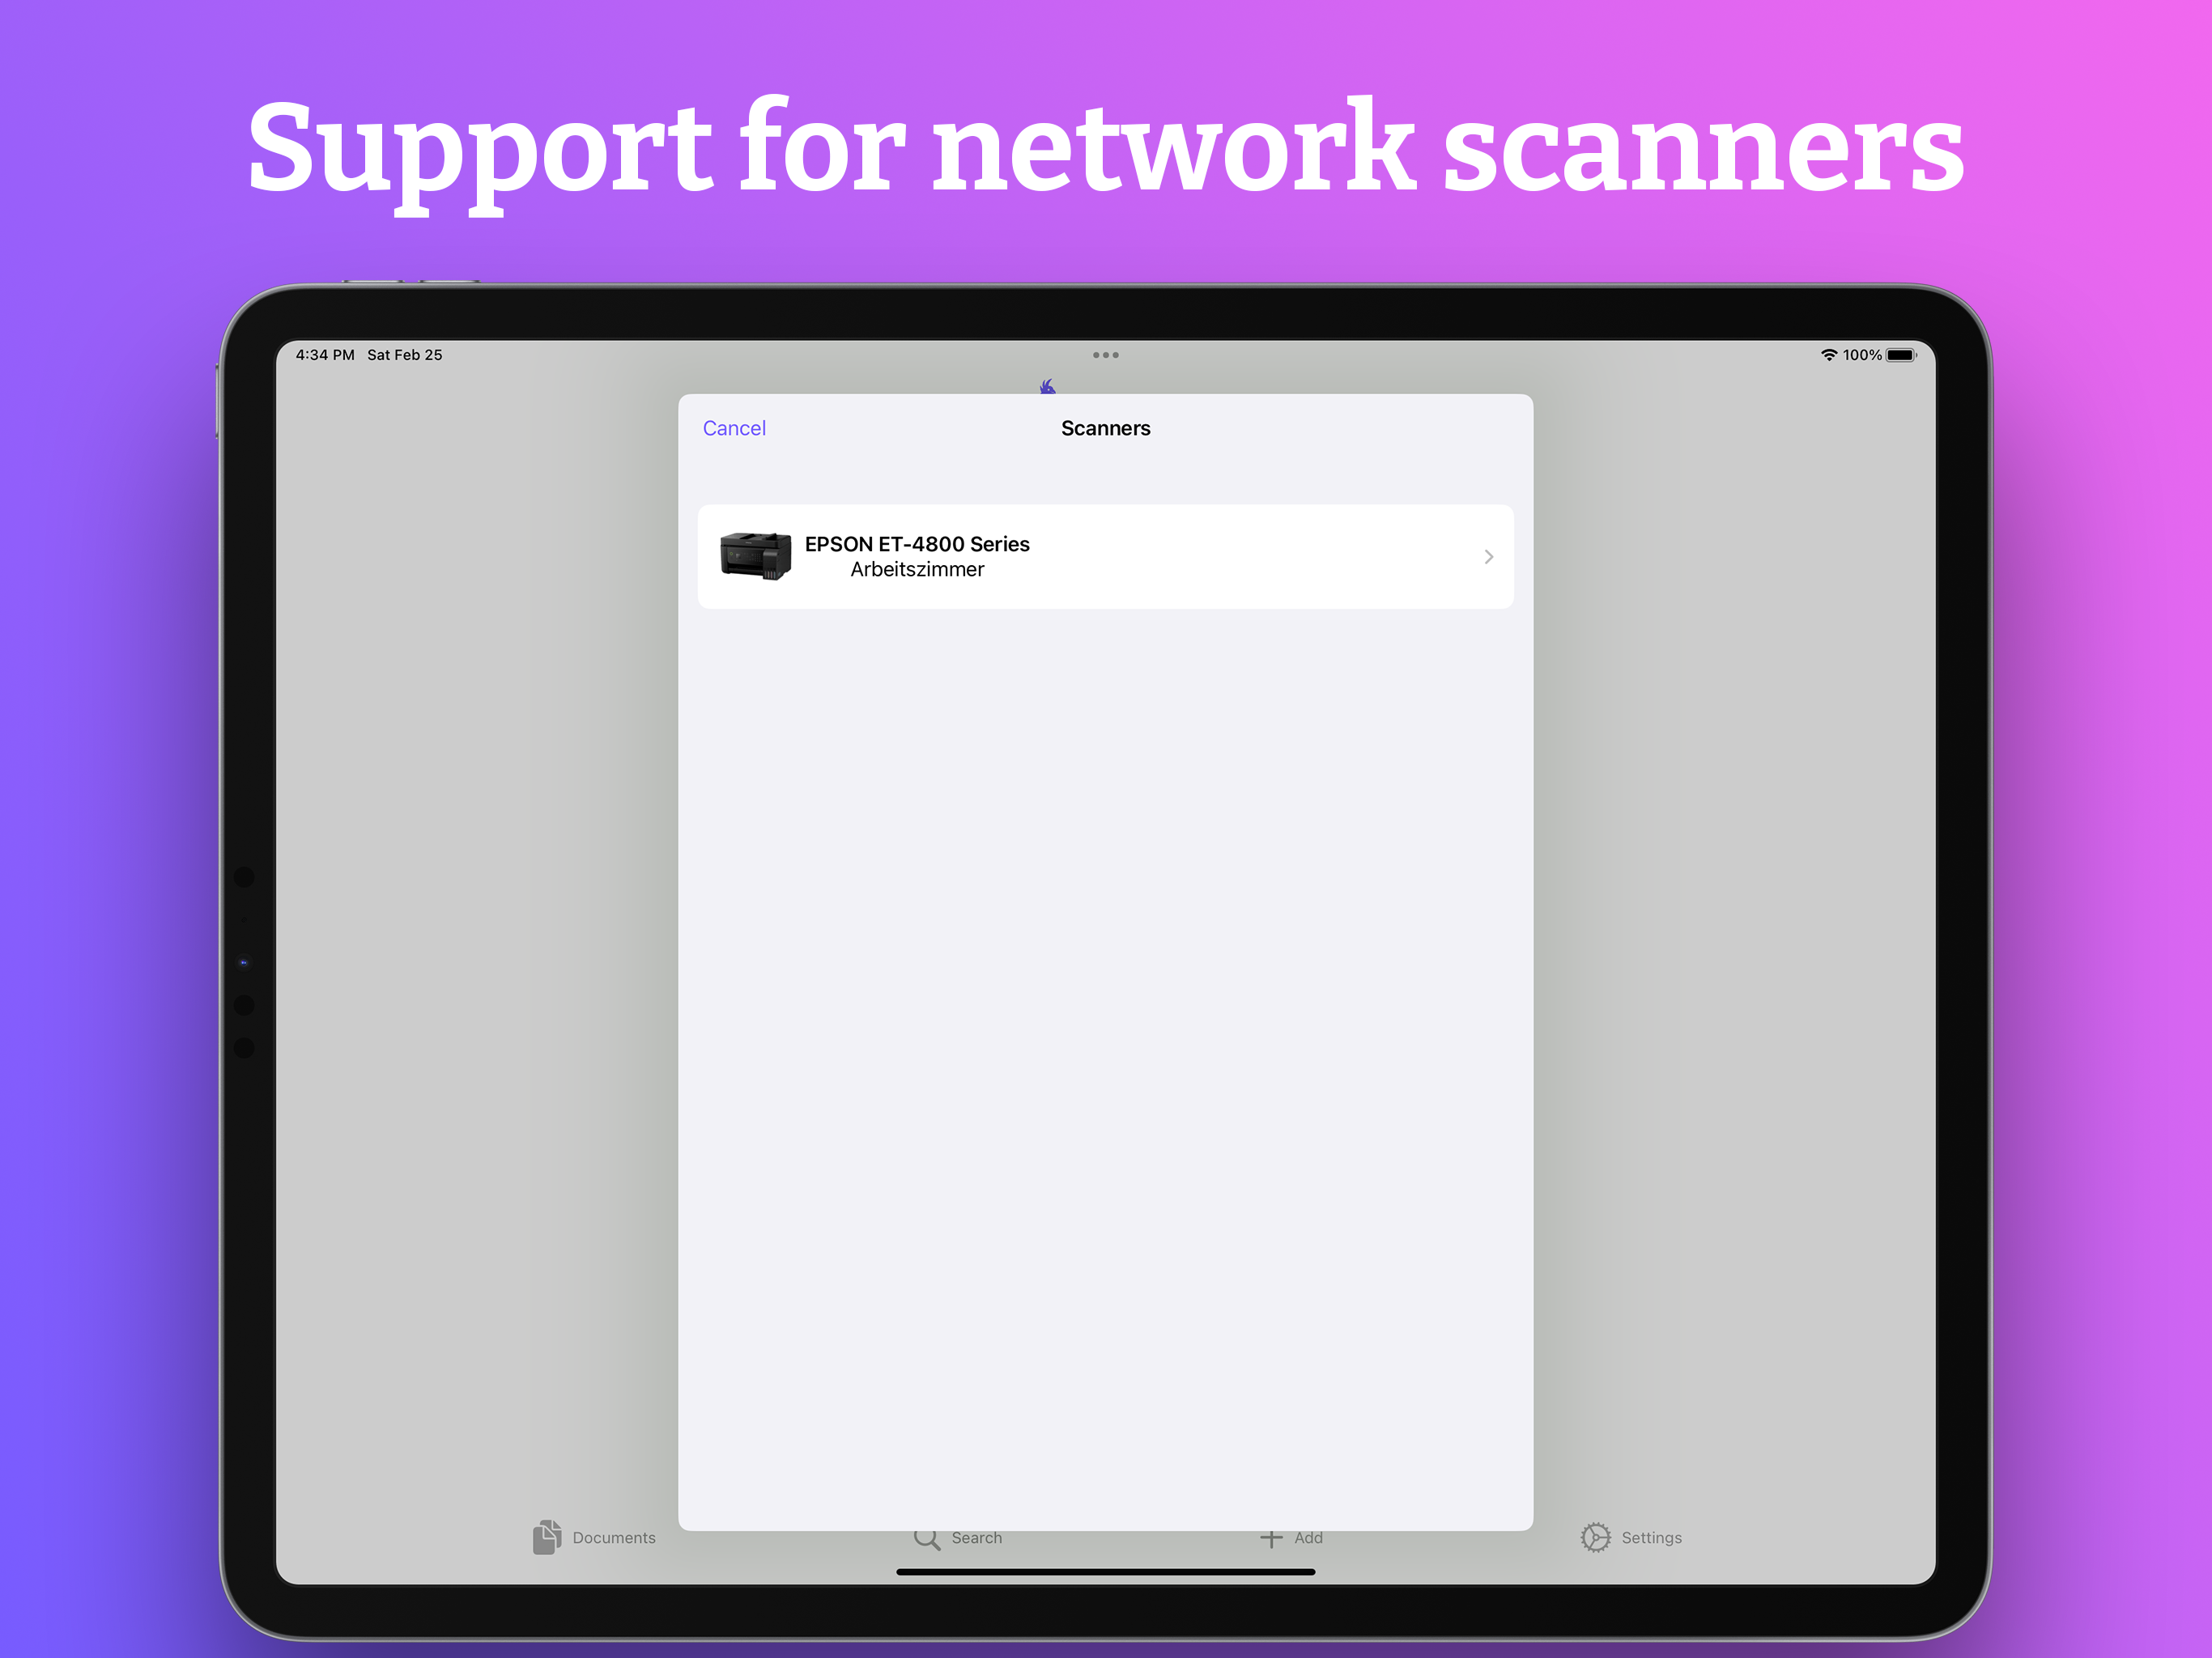 Support for network scanners
4:34 PM Sat Feb 25
100%
Cancel
Scanners
EPSON ET-4800 Series
Arbeitszimmer
Documents
Search
Add
Settings